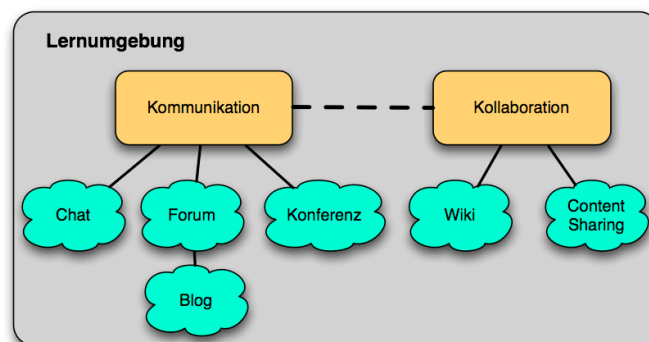 Lernumgebung
Kommunikation
Kollaboration
Chat
Forum
Konferenz
Wiki
Content
Sharing
Blog